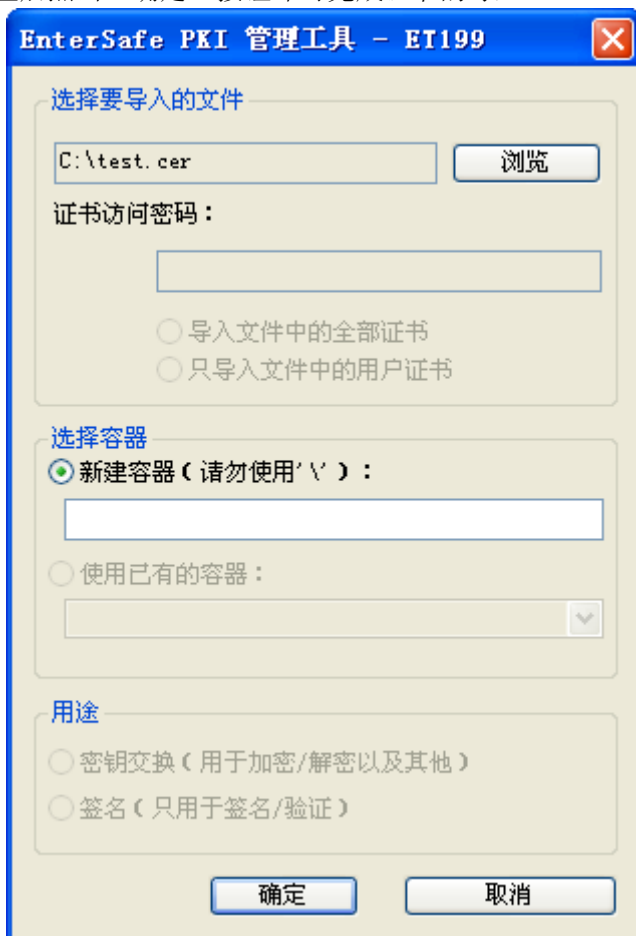 EnterSafe PKI 管理工具 - ET199
选择要导入的文件
C:\test.cer
浏览
证书访问密码：
导入文件中的全部证书
只导入文件中的用户证书
选择容器
新建容器（请勿使用'\'）：
使用已有的容器：
用途
密钥交换（用于加密/解密以及其他）
签名（只用于签名/验证）
确定
取消